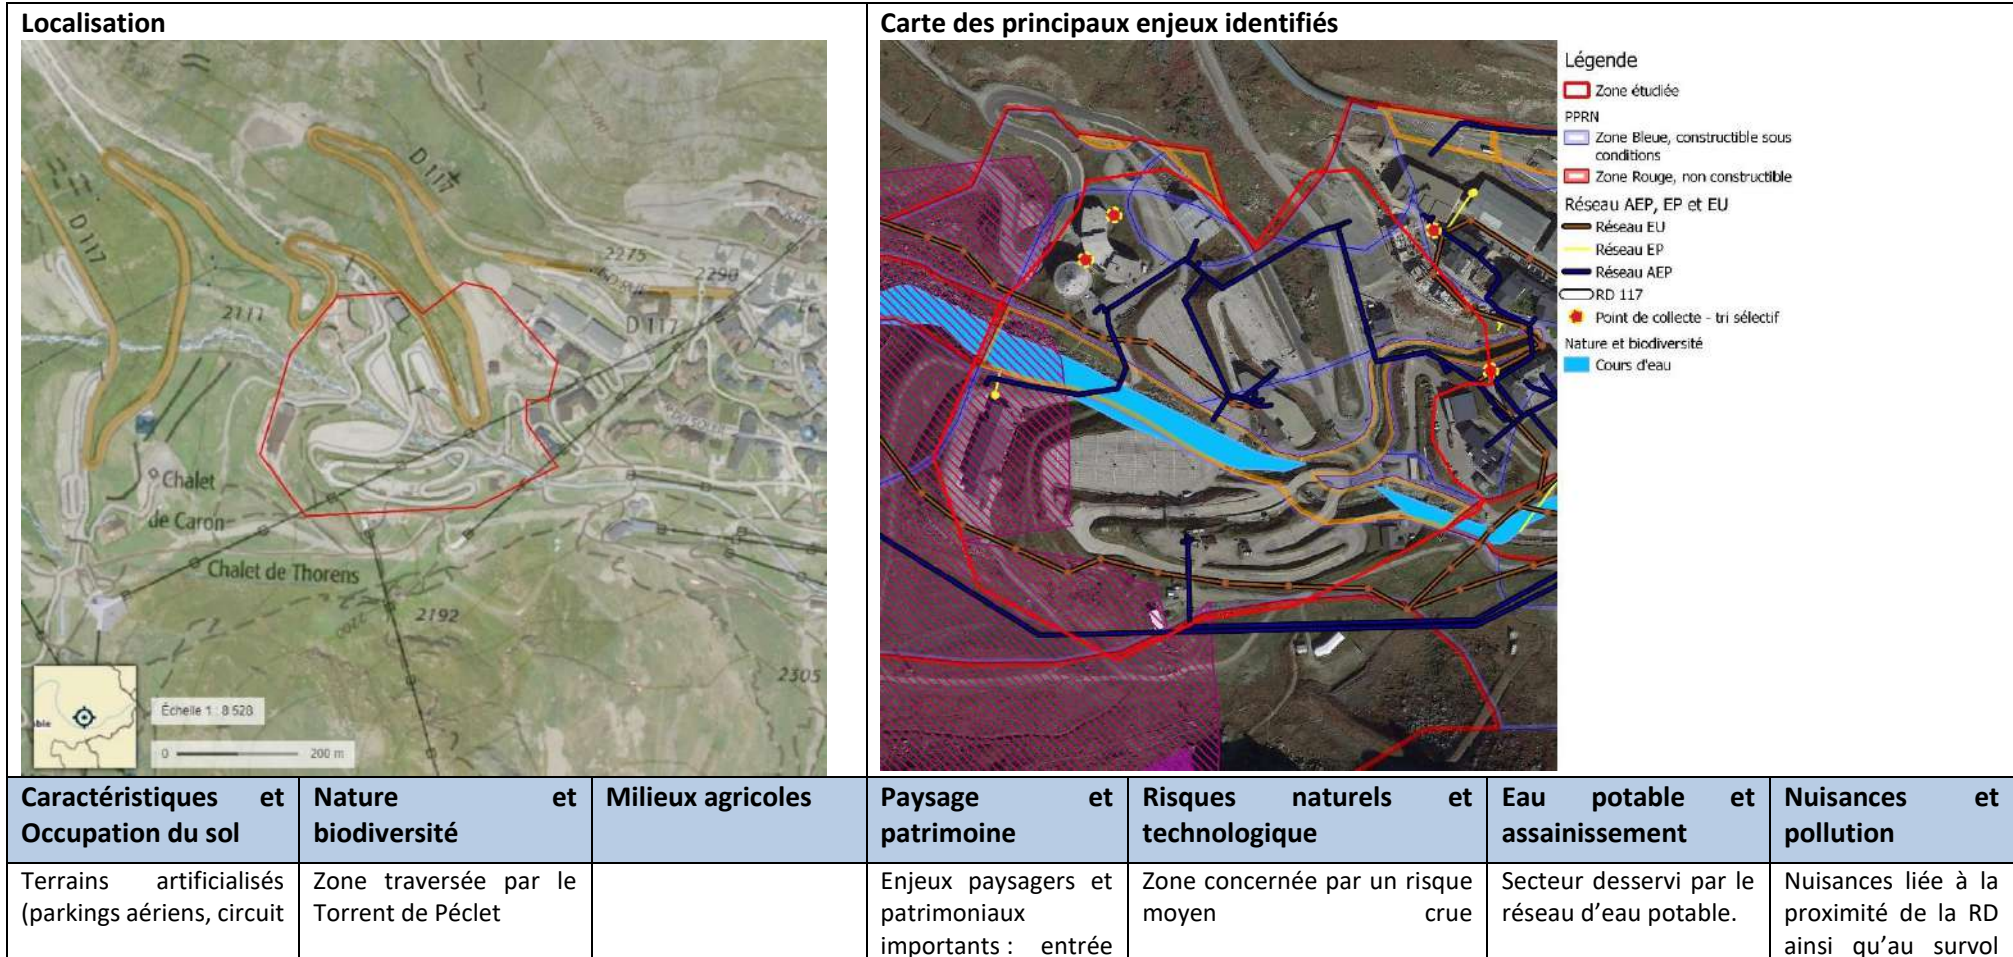 Localisation
D 117
D 117
2400
2275
2290
D 117
2111
Chalet
de Caron
Chalet de Thorens
2192
2200
2305
Échelle 1 : 8 528
0 200 m
Carte des principaux enjeux identifiés
Légende
Zone étudiée
PPRN
Zone Bleue, constructible sous
conditions
Zone Rouge, non constructible
Réseau AEP, EP et EU
Réseau EU
Réseau EP
Réseau AEP
RD 117
Point de collecte - tri sélectif
Nature et biodiversité
Cours d'eau
Caractéristiques et
Occupation du sol
Nature et
biodiversité
Milieux agricoles
Paysage et
patrimoine
Risques naturels et
technologique
Eau potable et
assainissement
Nuisances et
pollution
Terrains artificialisés
(parkings aériens, circuit
Zone traversée par le
Torrent de Péclet
Enjeux paysagers et
patrimoniaux
importants : entrée
Zone concernée par un risque
moyen crue
Secteur desservi par le
réseau d'eau potable.
Nuisances liée à la
proximité de la RD
ainsi qu'au survol